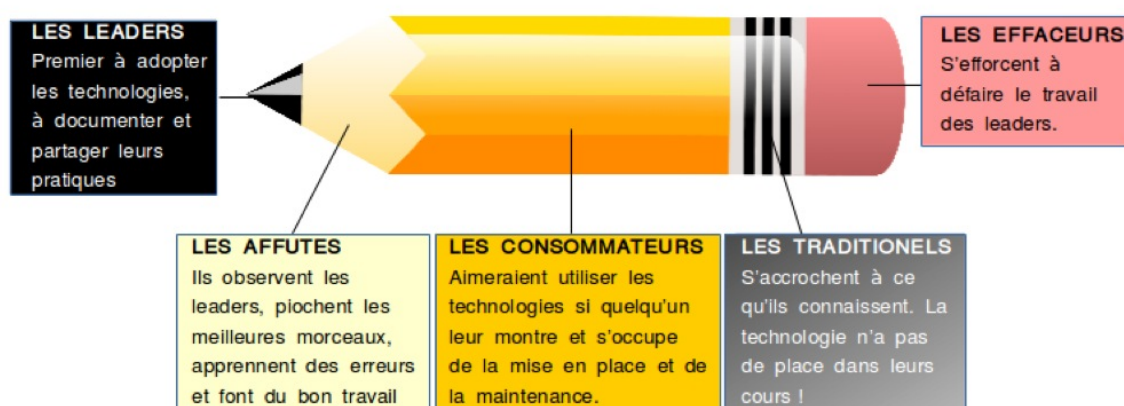 LES LEADERS
Premier à adopter
les technologies,
à documenter et
partager leurs
pratiques
LES EFFACEURS
S'efforcent à
défaire le travail
des leaders.
LES AFFUTES
Ils observent les
leaders, piochent les
meilleures morceaux,
apprennent des erreurs
et font du bon travail
LES CONSOMMATEURS
Aimeraient utiliser les
technologies si quelqu'un
leur montre et s'occupe
de la mise en place et de
la maintenance.
LES TRADITIONELS
S'accrochent à ce
qu'ils connaissent. La
technologie n'a pas
de place dans leurs
cours !